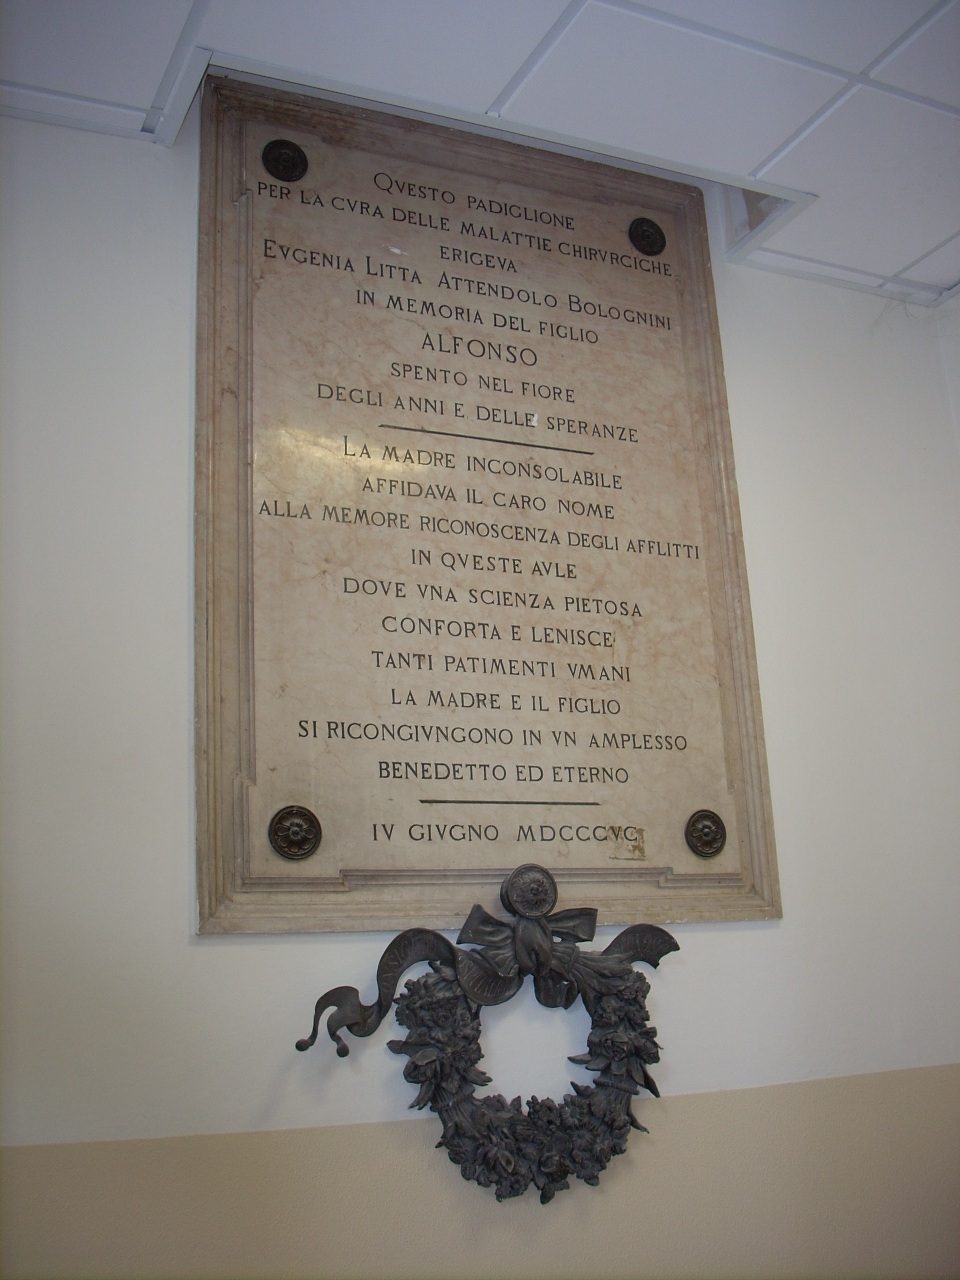 QVESTO PADIGLIONE
PER LA CVRA DELLE MALATTIE CHIRVRGICHE
ERIGEVA
EVGENIA LITTA ATTENDOLO BOLOGNINI
IN MEMORIA DEL FIGLIO
ALFONSO
SPENTO NEL FIORE
DEGLI ANNI E DELLE SPERANZE
LA MADRE INCONSOLABILE
AFFIDAVA IL CARO NOME
ALLA MEMORE RICONOSCENZA DEGLI AFFLITTI
IN QVESTE AVLE
DOVE VNA SCIENZA PIETOSA
CONFORTA E LENISCE
TANTI PATIMENTI VMANI
LA MADRE E IL FIGLIO
SI RICONGIVNGONO IN VN AMPLESSO
BENEDETTO ED ETERNO
IV GIVGNO MDCCCVC